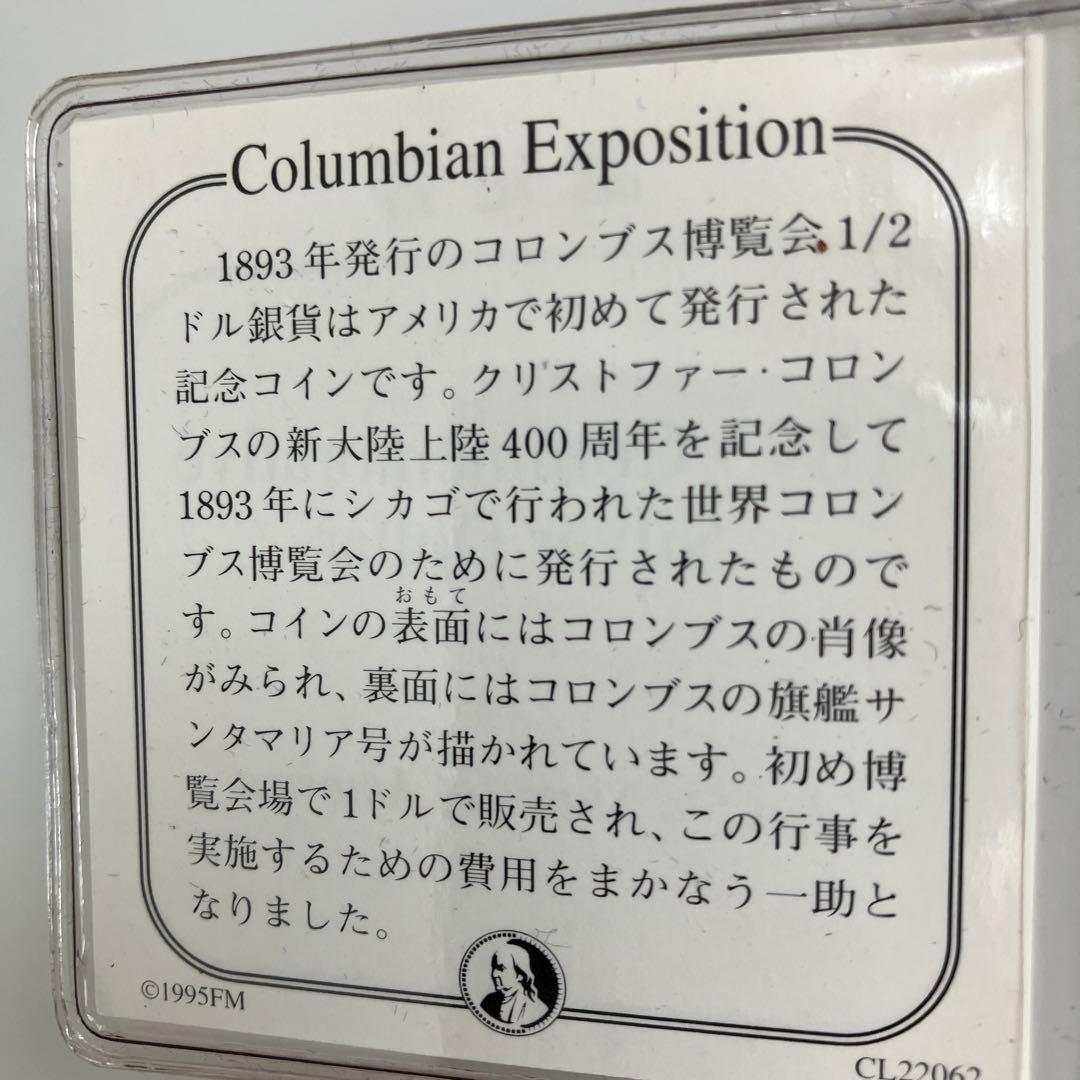 Columbian Exposition
1893年発行のコロンブス博覧会1/2
ドル銀貨はアメリカで初めて発行された
記念コインです。クリストファー・コロン
ブスの新大陸上陸400周年を記念して
1893年にシカゴで行われた世界コロン
ブス博覧会のために発行されたもので
おもて
す。コインの表面にはコロンブスの肖像
がみられ、裏面にはコロンブスの旗艦サ
ンタマリア号が描かれています。初め博
覧会場で1ドルで販売され、この行事を
実施するための費用をまかなう一助と
なりました。
©1995FM
CL22062